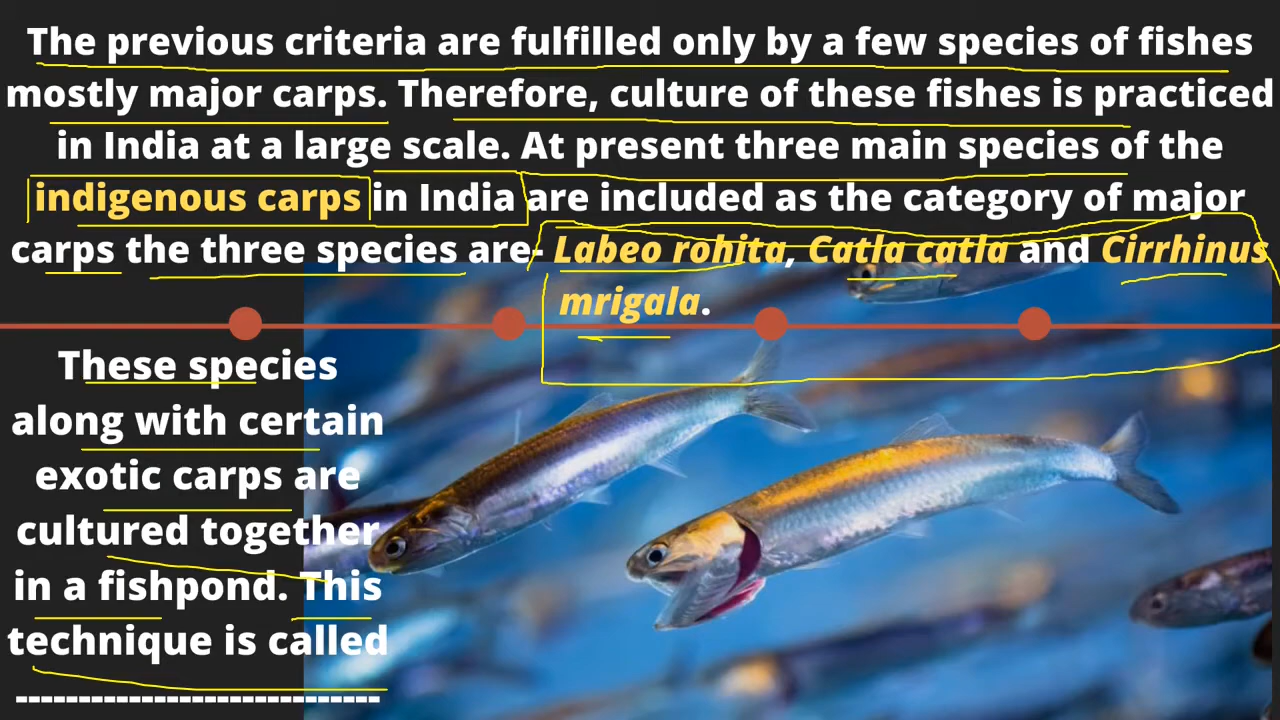 The previous criteria are fulfilled only by a few species of fishes
mostly major carps. Therefore, culture of these fishes is practiced
in India at a large scale. At present three main species of the
indigenous carps in India are included as the category of major
carps the three species are- Labeo rohita, Catla catla and Cirrhinus
mrigala.
These species
along with certain
exotic carps are
cultured together
in a fishpond. This
technique is called
-----------------------------